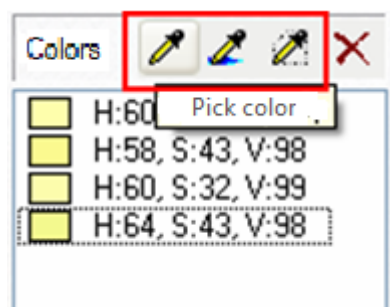 Colors
Pick color
H:60
H:58, S:43, V:98
H:60, S:32, V:99
H:64, S:43, V:98